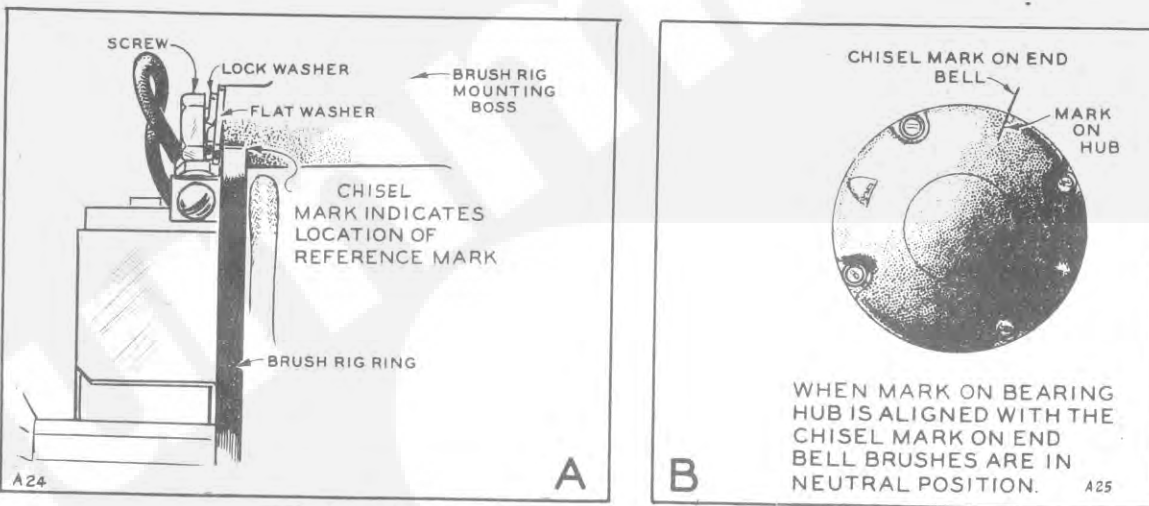 SCREW
LOCK WASHER
FLAT WASHER
BRUSH RIG
MOUNTING
BOSS
CHISEL
MARK INDICATES
LOCATION OF
REFERENCE MARK
BRUSH RIG RING
A24
A
CHISEL MARK ON END
BELL
MARK
ON
HUB
WHEN MARK ON BEARING
HUB IS ALIGNED WITH THE
CHISEL MARK ON END
BELL BRUSHES ARE IN
NEUTRAL POSITION.
A25
B